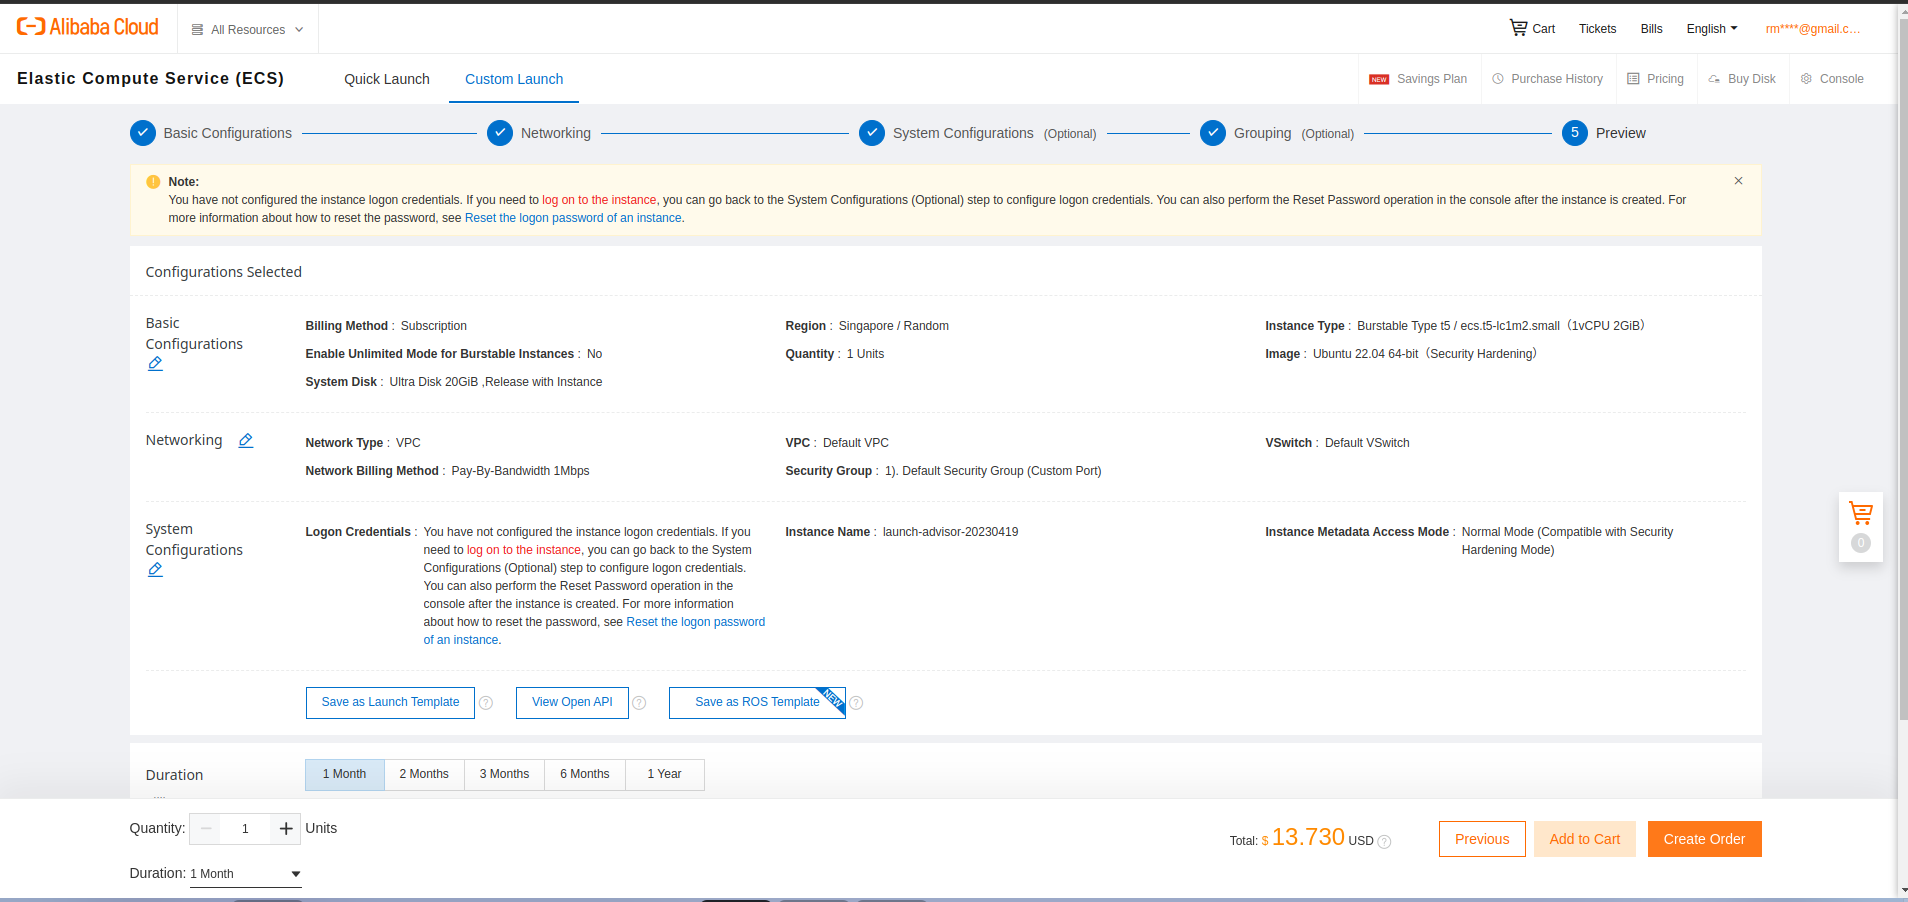 Alibaba Cloud
All Resources
Cart
Tickets
Bills
English
rm****@gmail.c...
Elastic Compute Service (ECS)
Quick Launch
Custom Launch
NEW Savings Plan
Purchase History
Pricing
Buy Disk
Console
Basic Configurations
Networking
System Configurations (Optional)
Grouping (Optional)
5 Preview
Note:
You have not configured the instance logon credentials. If you need to log on to the instance, you can go back to the System Configurations (Optional) step to configure logon credentials. You can also perform the Reset Password operation in the console after the instance is created. For
more information about how to reset the password, see Reset the logon password of an instance.
Configurations Selected
Basic
Configurations
Billing Method : Subscription
Region : Singapore / Random
Instance Type : Burstable Type t5 / ecs.t5-lc1m2.small（1vCPU 2GiB）
Enable Unlimited Mode for Burstable Instances : No
Quantity : 1 Units
Image : Ubuntu 22.04 64-bit（Security Hardening）
System Disk : Ultra Disk 20GiB ,Release with Instance
Networking
Network Type : VPC
VPC : Default VPC
VSwitch : Default VSwitch
Network Billing Method : Pay-By-Bandwidth 1Mbps
Security Group : 1). Default Security Group (Custom Port)
System
Configurations
Logon Credentials : You have not configured the instance logon credentials. If you
need to log on to the instance, you can go back to the System
Configurations (Optional) step to configure logon credentials.
You can also perform the Reset Password operation in the
console after the instance is created. For more information
about how to reset the password, see Reset the logon password
of an instance.
Instance Name : launch-advisor-20230419
Instance Metadata Access Mode : Normal Mode (Compatible with Security
Hardening Mode)
0
Save as Launch Template ?
View Open API ?
Save as ROS Template NEW ?
Duration
1 Month
2 Months
3 Months
6 Months
1 Year
Quantity: 1 Units
Total: $ 13.730 USD ?
Previous
Add to Cart
Create Order
Duration: 1 Month